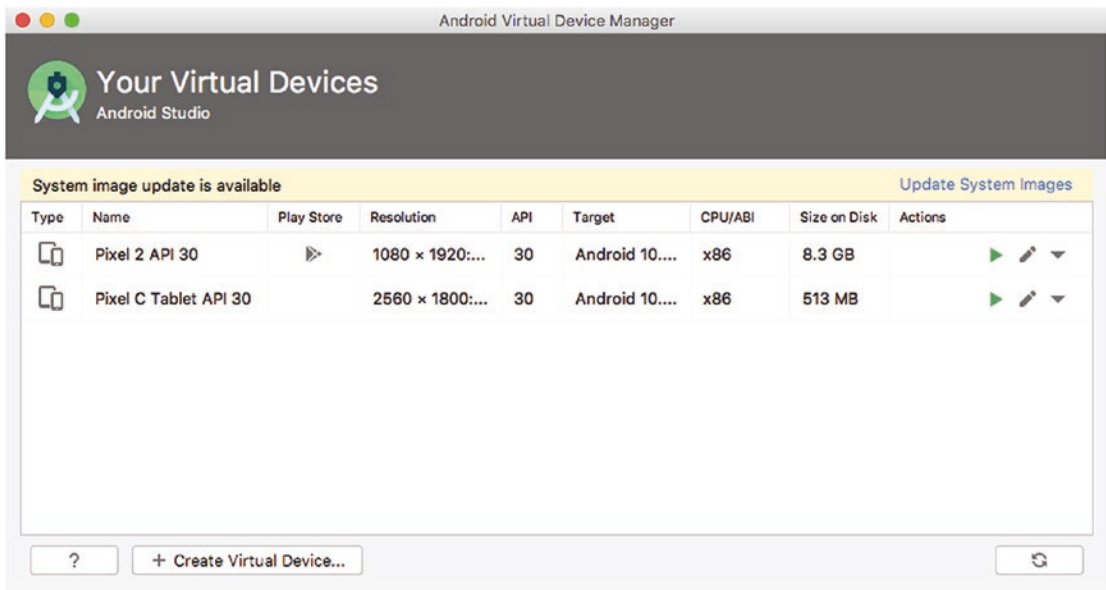 Android Virtual Device Manager
Your Virtual Devices
Android Studio
System image update is available Update System Images
Type Name Play Store Resolution API Target CPU/ABI Size on Disk Actions
Pixel 2 API 30 1080 × 1920:... 30 Android 10.... x86 8.3 GB
Pixel C Tablet API 30 2560 × 1800:... 30 Android 10.... x86 513 MB
? + Create Virtual Device...